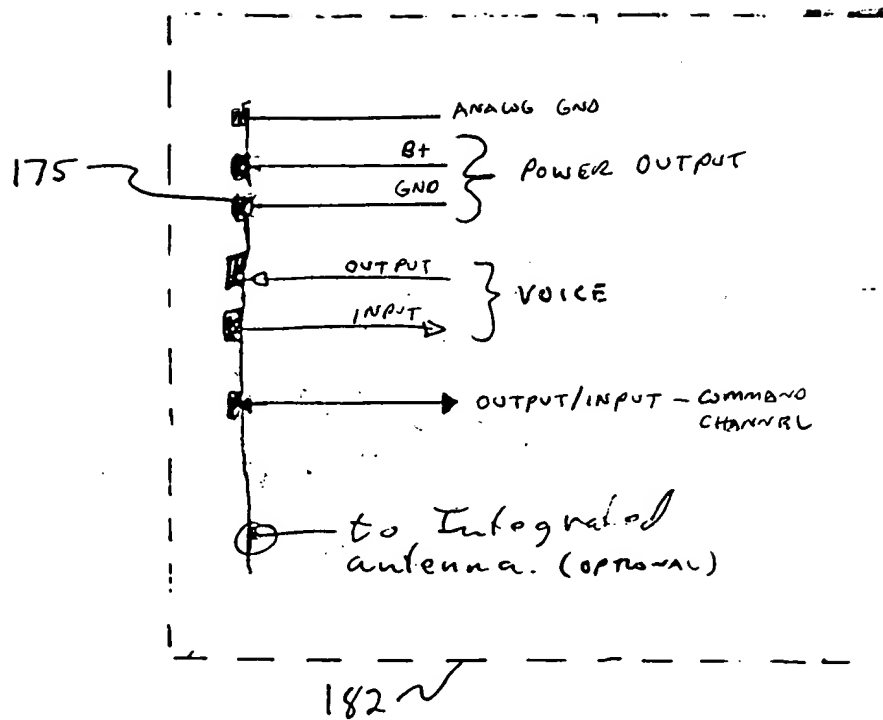 ANALOG GND
B+
GND
POWER OUTPUT
175
OUTPUT
INPUT
VOICE
OUTPUT/INPUT - COMMAND
CHANNEL
to Integrated
antenna. (OPTIONAL)
182